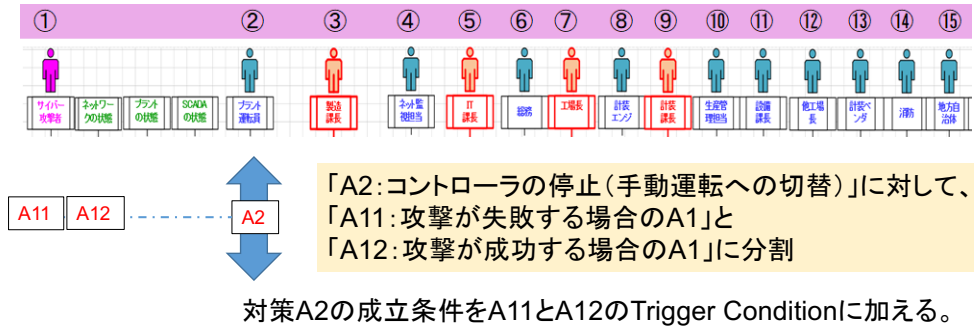 ① ② ③ ④ ⑤ ⑥ ⑦ ⑧ ⑨ ⑩ ⑪ ⑫ ⑬ ⑭ ⑮
サイバー攻撃者 ネットワークの状態 プラントの状態 SCADAの状態 プラント運転員 製造課長 ネット監視担当 IT課長 総務 工場長 計装エンジ 計装課長 生産管理担当 設備課長 他工場長 計装ベンダ 消防 地方自治体
A11 A12 A2
「A2:コントローラの停止(手動運転への切替)」に対して、
「A11:攻撃が失敗する場合のA1」と
「A12:攻撃が成功する場合のA1」に分割
対策A2の成立条件をA11とA12のTrigger Conditionに加える。